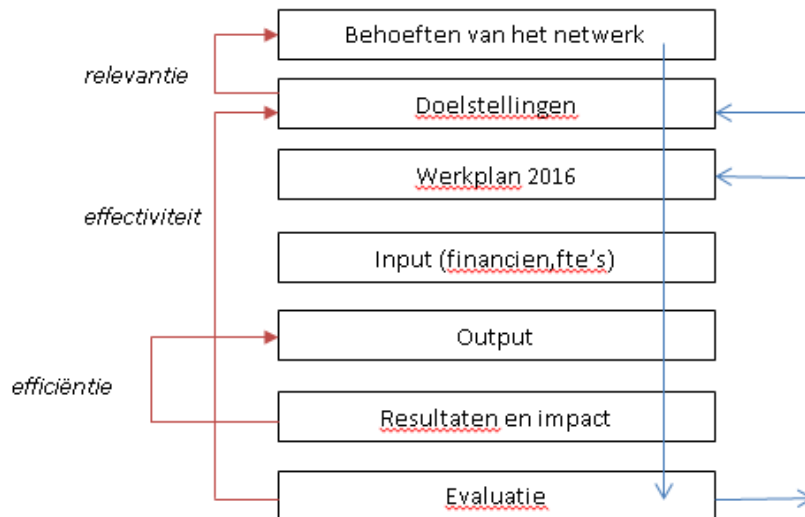 Behoeften van het netwerk
relevantie
Doelstellingen
Werkplan 2016
effectiviteit
Input (financien,fte's)
Output
efficiëntie
Resultaten en impact
Evaluatie